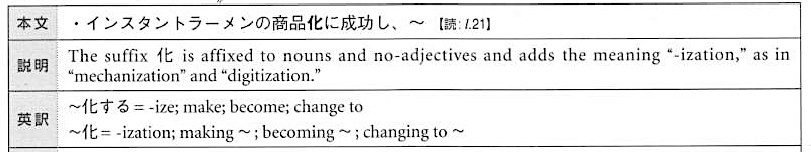 本文 ・インスタントラーメンの商品化に成功し、～ 【読:l.21】
説明 The suffix 化 is affixed to nouns and no-adjectives and adds the meaning “-ization,” as in
“mechanization” and “digitization.”
英訳 ～化する = -ize; make; become; change to
～化 = -ization; making ～ ; becoming ～ ; changing to ～